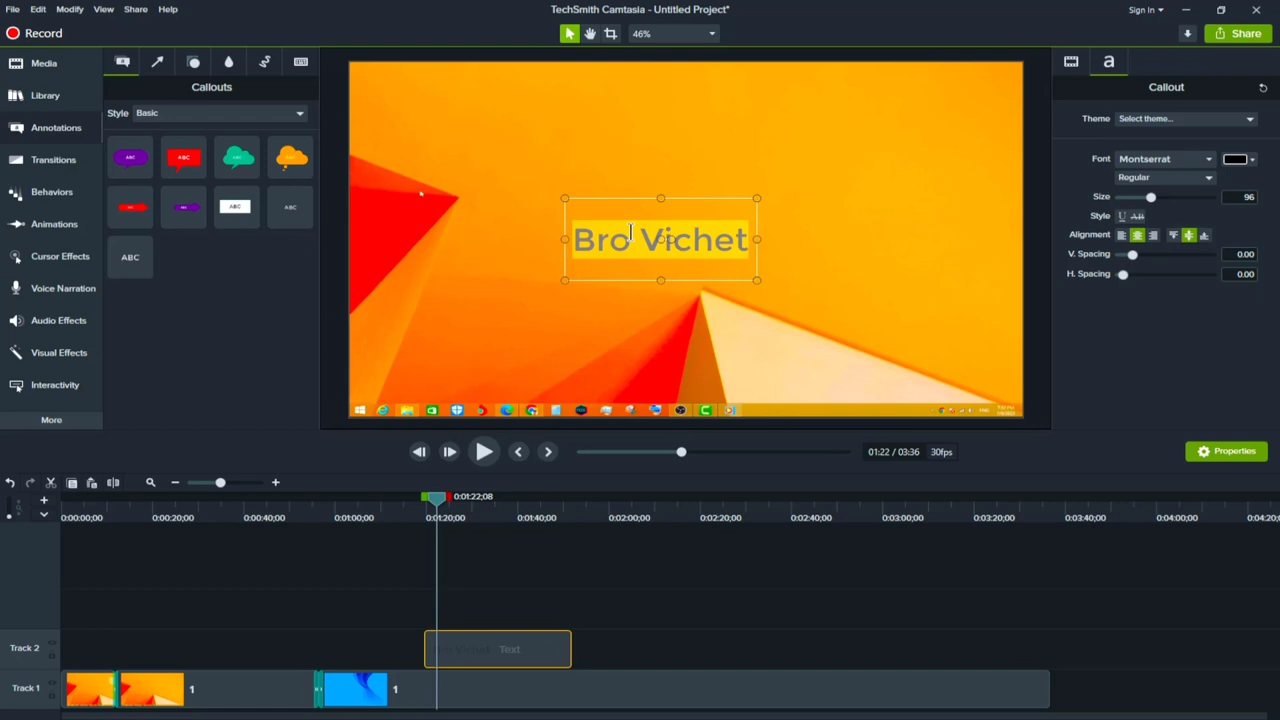 File Edit Modify View Share Help
TechSmith Camtasia - Untitled Project*
Sign In
Record
46%
Share
Media
Library
Annotations
Transitions
Behaviors
Animations
Cursor Effects
Voice Narration
Audio Effects
Visual Effects
Interactivity
More
Callouts
Style Basic
ABC ABC ABC
ABC ABC
ABC
Bro Vichet
a
Callout
Theme Select theme...
Font Montserrat
Regular
Size 96
Style U Ab
Alignment
V. Spacing 0.00
H. Spacing 0.00
01:22 / 03:36 30fps
Properties
0:01:22;08
0:00:00;00 0:00:20;00 0:00:40;00 0:01:00;00 0:01:20;00 0:01:40;00 0:02:00;00 0:02:20;00 0:02:40;00 0:03:00;00 0:03:20;00 0:03:40;00 0:04:00;00 0:04:20;
Track 2
Text
Track 1
1
1